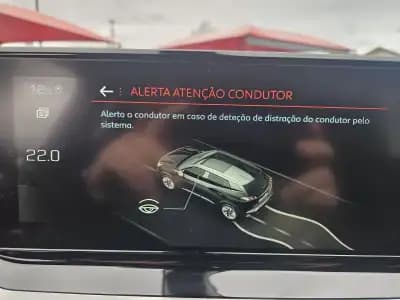 ALERTA ATENÇÃO CONDUTOR
Alerta o condutor em caso de deteção de distração do condutor pelo
sistema.
22.0